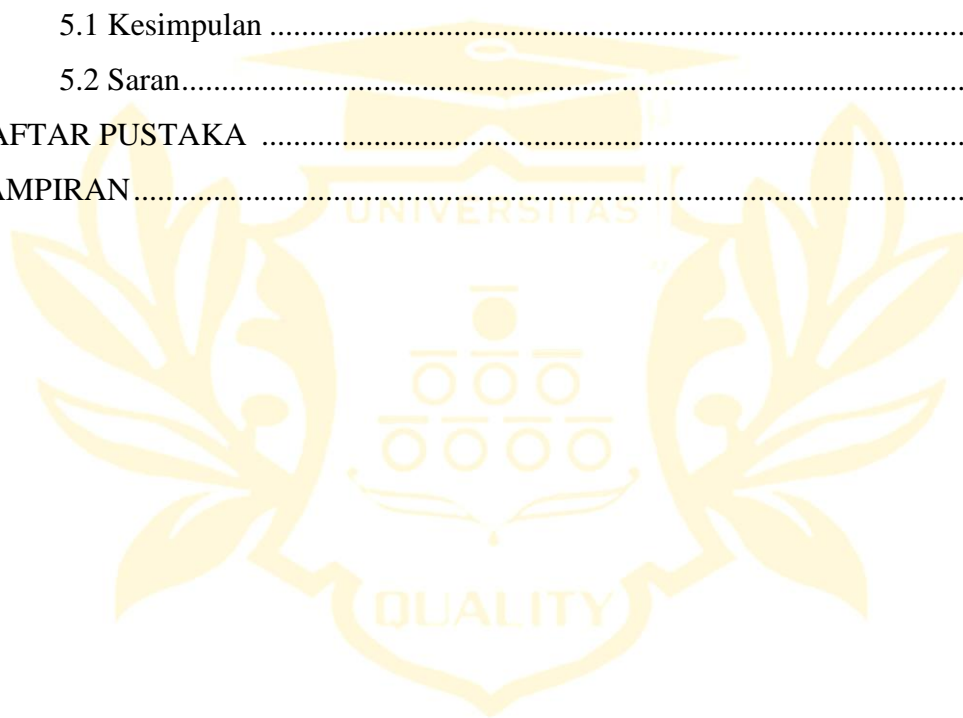 5.1 Kesimpulan ........................................................................................
5.2 Saran...................................................................................................
AFTAR PUSTAKA ........................................................................................
AMPIRAN........................................................................................................
UNIVERSITAS
QUALITY